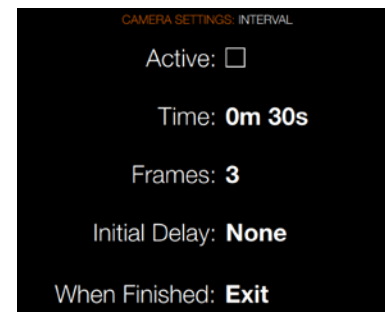 CAMERA SETTINGS: INTERVAL
Active:
Time: 0m 30s
Frames: 3
Initial Delay: None
When Finished: Exit